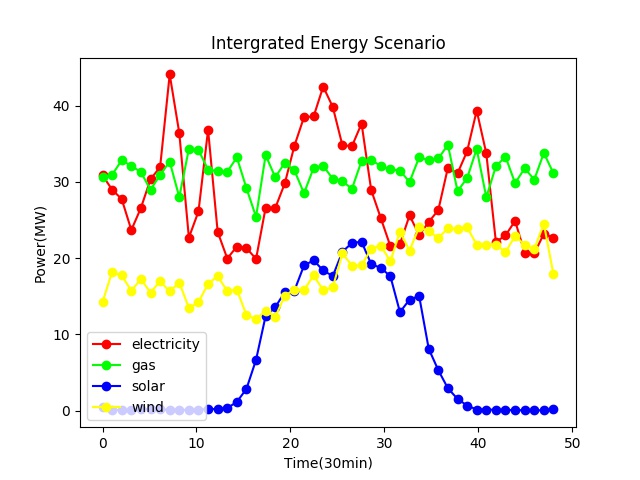 Intergrated Energy Scenario
Power(MW)
40
30
20
10
0
electricity
gas
solar
wind
0 10 20 30 40 50
Time(30min)